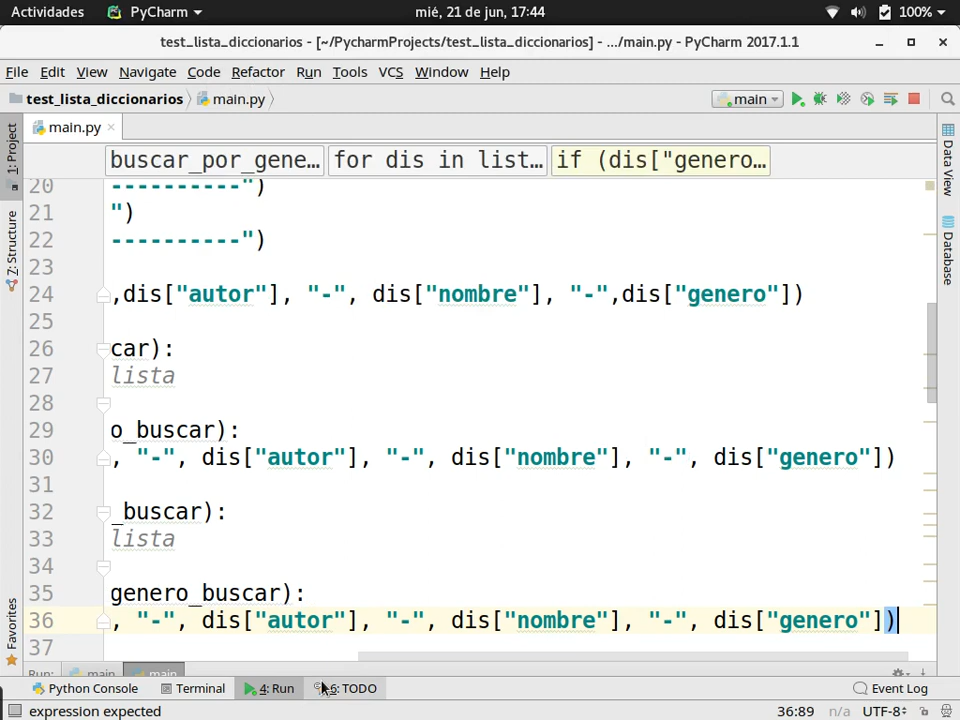 Actividades PyCharm mié, 21 de jun, 17:44 100%
test_lista_diccionarios - [~/PycharmProjects/test_lista_diccionarios] - .../main.py - PyCharm 2017.1.1
File Edit View Navigate Code Refactor Run Tools VCS Window Help
test_lista_diccionarios main.py main
1: Project
main.py
Data View
buscar_por_gene... for dis in list... if (dis["genero...
20 ----------")
21 ")
Z: Structure
22 ----------")
Database
23
24 ,dis["autor"], "-", dis["nombre"], "-",dis["genero"])
25
26 car):
27 lista
28
29 o_buscar):
30 , "-", dis["autor"], "-", dis["nombre"], "-", dis["genero"])
31
32 _buscar):
33 lista
34
35 genero_buscar):
Favorites
36 , "-", dis["autor"], "-", dis["nombre"], "-", dis["genero"])
37
Run: main main
Python Console Terminal 4: Run 6: TODO Event Log
expression expected 36:89 n/a UTF-8